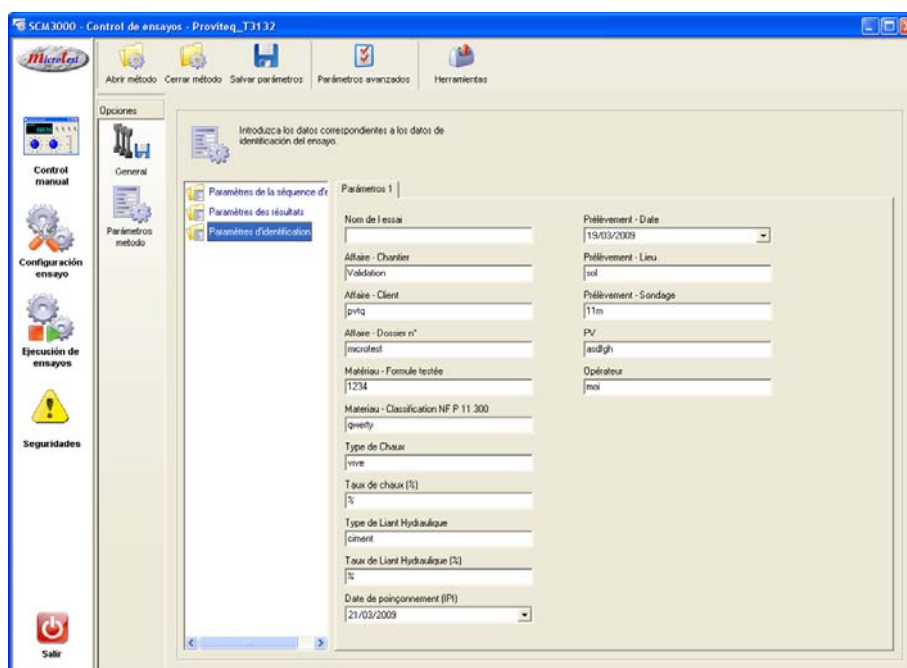 SCM3000 - Control de ensayos - Proviteq_T3132
Microtest
Abrir método
Cerrar método
Salvar parámetros
Parámetros avanzados
Herramientas
Control manual
Configuración ensayo
Ejecución de ensayos
Seguridades
Salir
Opciones
General
Parámetros metodo
Introduzca los datos correspondientes a los datos de
identificación del ensayo.
Paramètres de la séquence d'e
Paramètres des résultats
Paramètres d'identification
Parámetros 1
Nom de l essai
Affaire - Chantier
Validation
Affaire - Client
pvtq
Affaire - Dossier n°
microtest
Matériau - Formule testée
1234
Materiau - Classification NF P 11 300
qwerty
Type de Chaux
vive
Taux de chaux (%)
%
Type de Liant Hydraulique
ciment
Taux de Liant Hydraulique (%)
%
Date de poinçonnement (IPI)
21/03/2009
Prélèvement - Date
19/03/2009
Prélèvement - Lieu
sol
Prélèvement - Sondage
11m
PV
asdfgh
Opérateur
moi